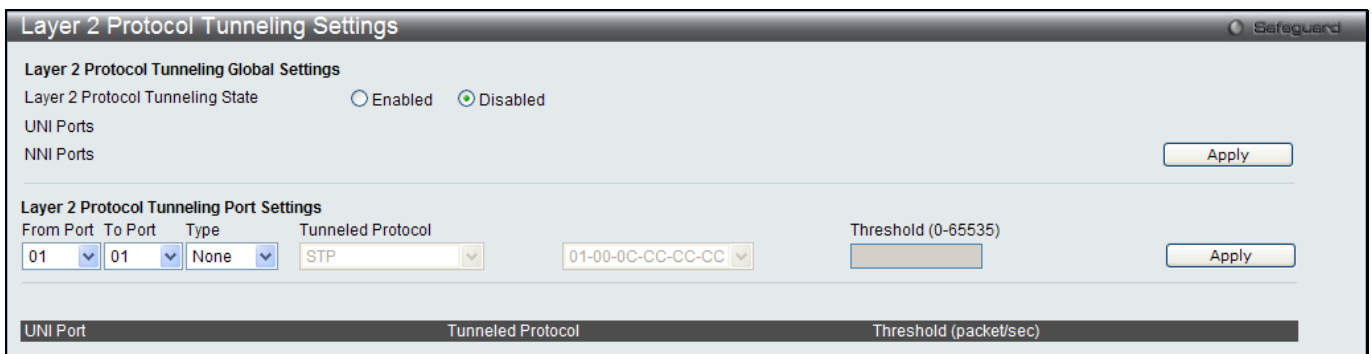 Layer 2 Protocol Tunneling Settings Safeguard
Layer 2 Protocol Tunneling Global Settings
Layer 2 Protocol Tunneling State Enabled Disabled
UNI Ports
NNI Ports Apply
Layer 2 Protocol Tunneling Port Settings
From Port To Port Type Tunneled Protocol Threshold (0-65535)
01 01 None STP 01-00-0C-CC-CC-CC Apply
UNI Port Tunneled Protocol Threshold (packet/sec)